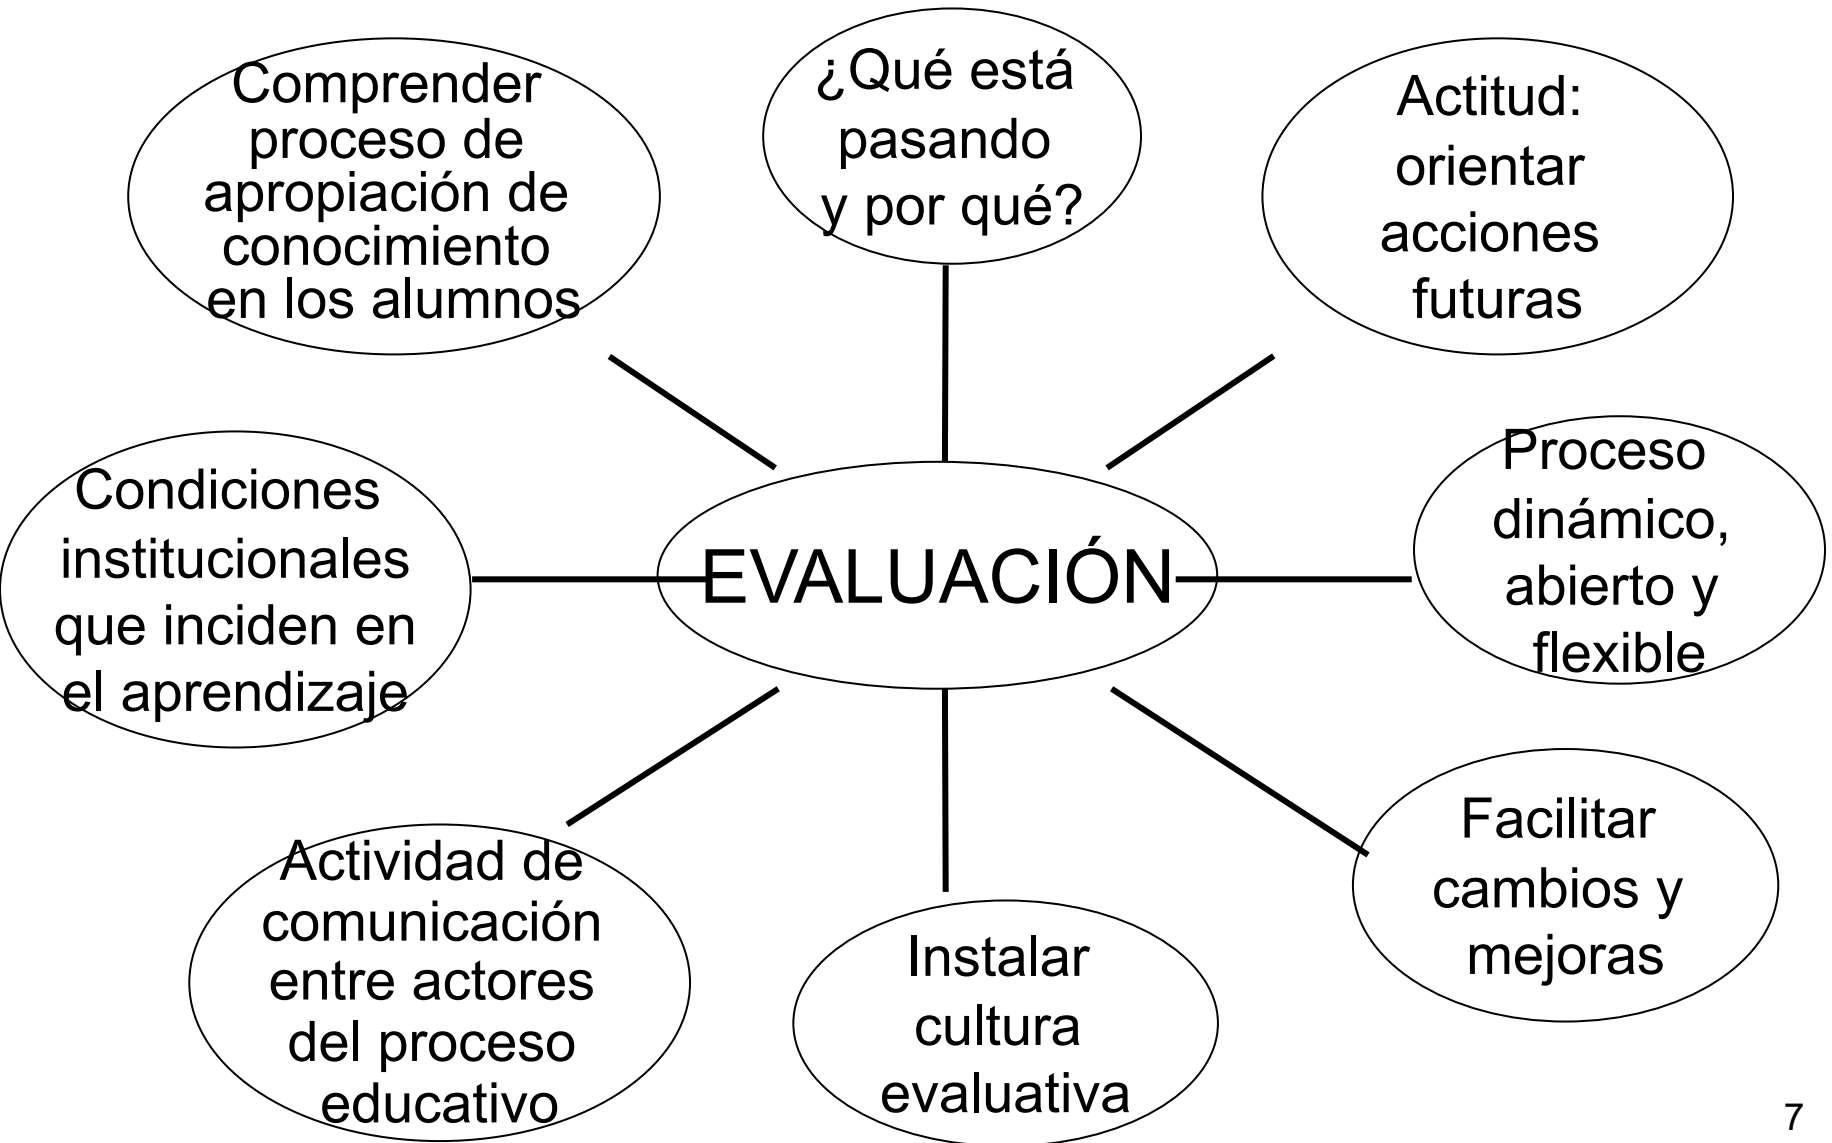 Comprender
proceso de
apropiación de
conocimiento
en los alumnos
¿Qué está
pasando
y por qué?
Actitud:
orientar
acciones
futuras
Condiciones
institucionales
que inciden en
el aprendizaje
EVALUACIÓN
Proceso
dinámico,
abierto y
flexible
Actividad de
comunicación
entre actores
del proceso
educativo
Instalar
cultura
evaluativa
Facilitar
cambios y
mejoras
7